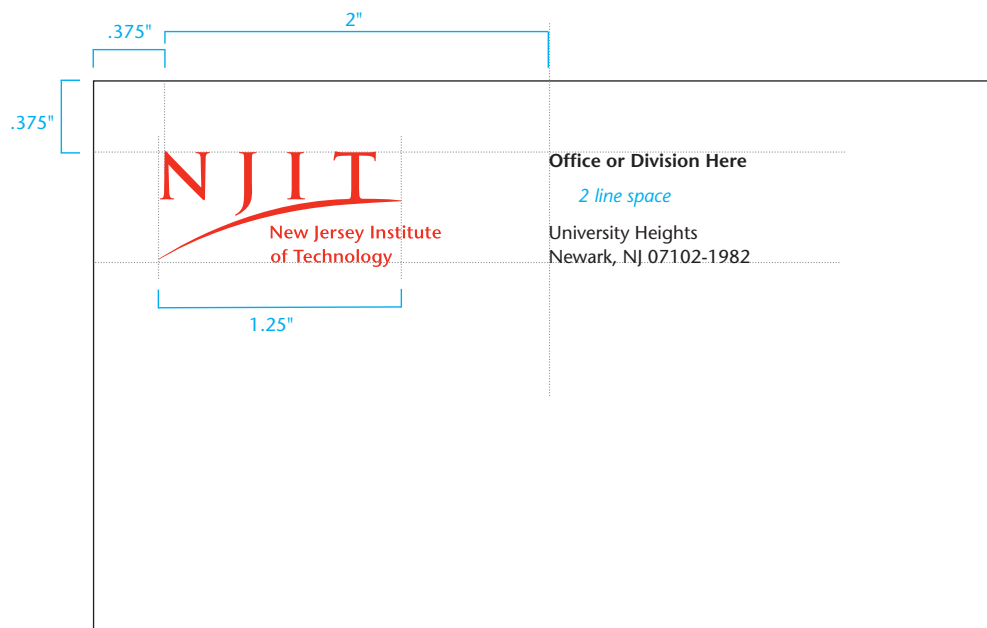 .375"
2"
.375"
NJIT
New Jersey Institute
of Technology
1.25"
Office or Division Here
2 line space
University Heights
Newark, NJ 07102-1982